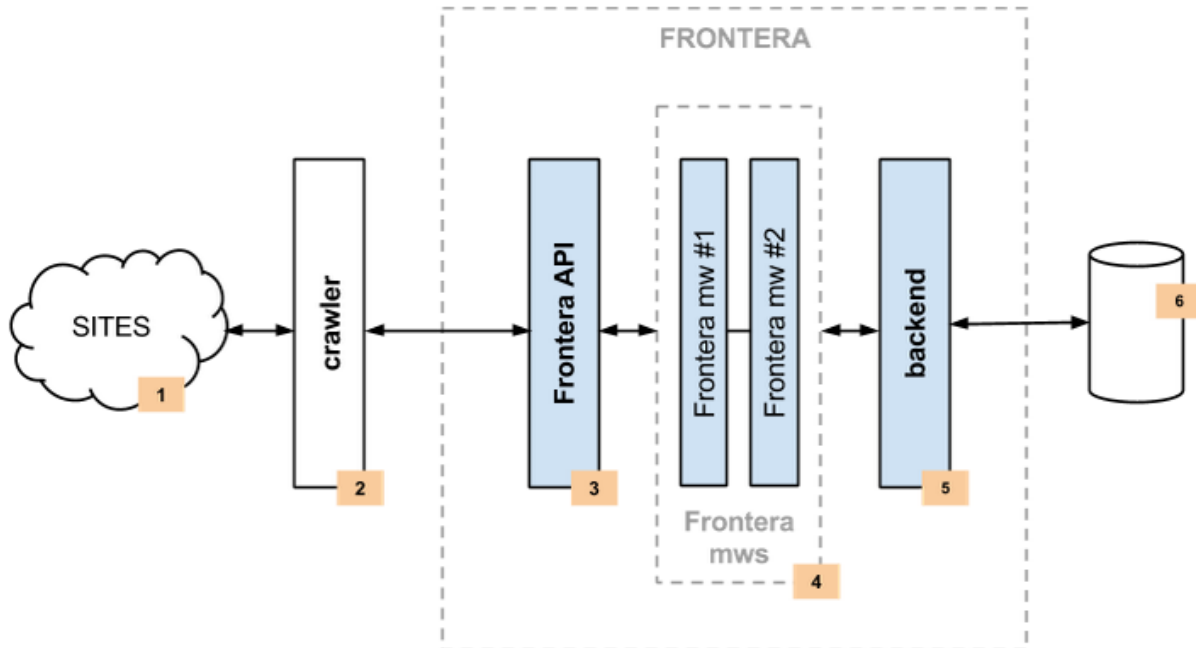 FRONTERA
SITES
1
crawler
2
Frontera API
3
Frontera mw #1
Frontera mw #2
Frontera
mws
4
backend
5
6